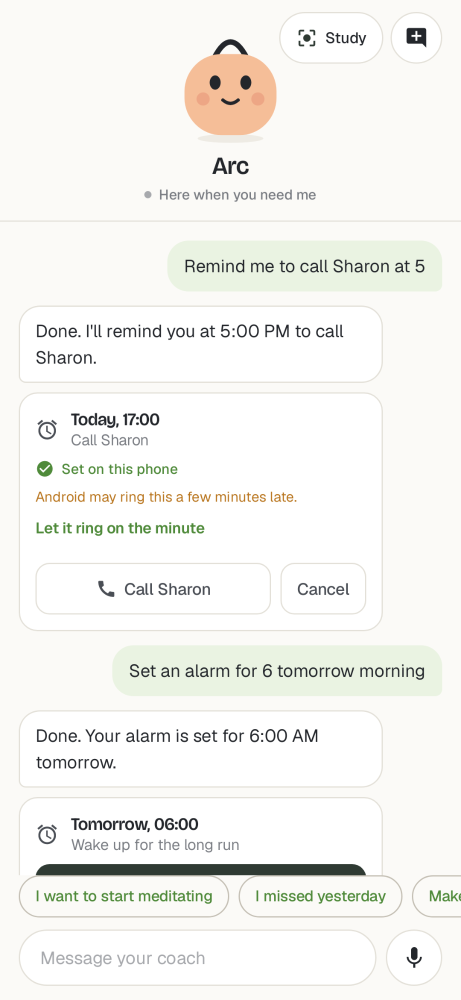 Study
Arc
Here when you need me
Remind me to call Sharon at 5
Done. I'll remind you at 5:00 PM to call
Sharon.
Today, 17:00
Call Sharon
Set on this phone
Android may ring this a few minutes late.
Let it ring on the minute
Call Sharon
Cancel
Set an alarm for 6 tomorrow morning
Done. Your alarm is set for 6:00 AM
tomorrow.
Tomorrow, 06:00
Wake up for the long run
I want to start meditating
I missed yesterday
Make
Message your coach